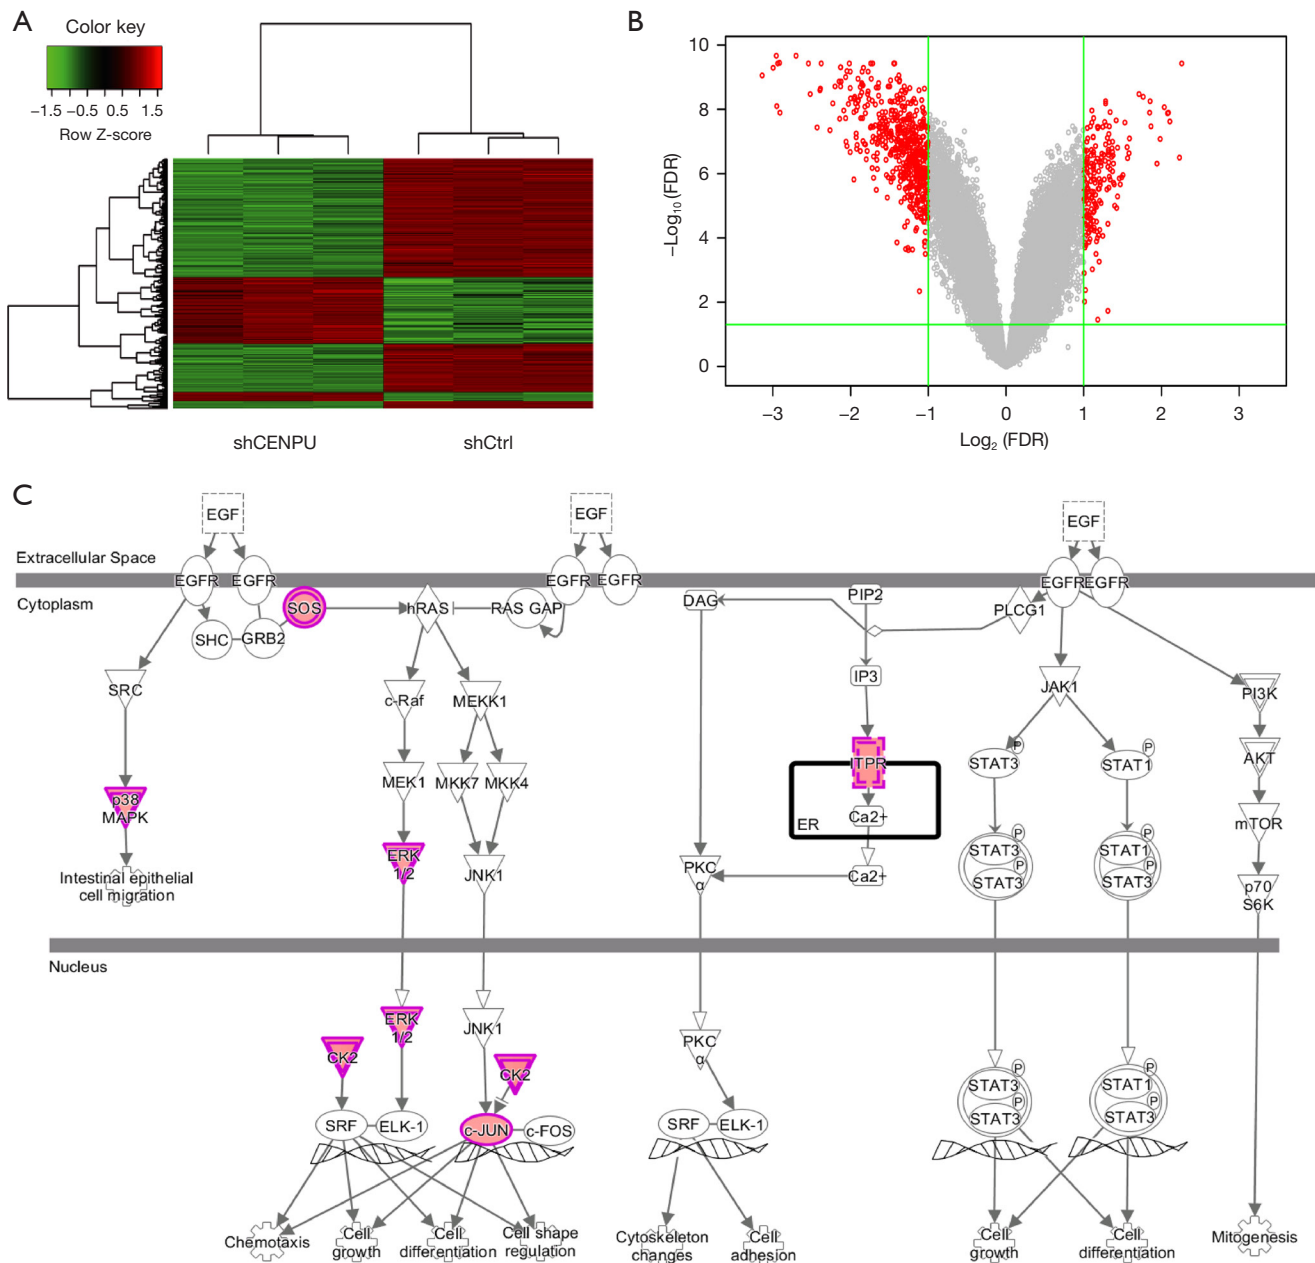 A
Color key
−1.5 −0.5 0.5 1.5
Row Z-score
shCENPU
shCtrl
B
10
8
6
4
2
0
−Log10 (FDR)
−3 −2 −1 0 1 2 3
Log2 (FDR)
C
EGF
EGF
EGF
Extracellular Space
EGFR
EGFR
EGFR
EGFR
EGFR
EGFR
Cytoplasm
SOS
hRAS
RAS GAP
DAG
PIP2
PLCG1
SHC
GRB2
SRC
c-Raf
MEKK1
IP3
JAK1
PI3K
p38
MAPK
MEK1
MKK7
MKK4
ITPR
ER
Ca2+
STAT3
P
STAT1
P
AKT
mTOR
Intestinal epithelial
cell migration
ERK
1/2
JNK1
PKC
α
Ca2+
STAT3
P
STAT3
P
STAT1
P
STAT3
P
p70
S6K
Nucleus
CK2
ERK
1/2
JNK1
CK2
PKC
α
STAT3
P
STAT3
P
STAT1
P
STAT3
P
SRF
ELK-1
c-JUN
c-FOS
SRF
ELK-1
Chemotaxis
Cell
growth
Cell
differentiation
Cell shape
regulation
Cytoskeleton
changes
Cell
adhesion
Cell
growth
Cell
differentiation
Mitogenesis